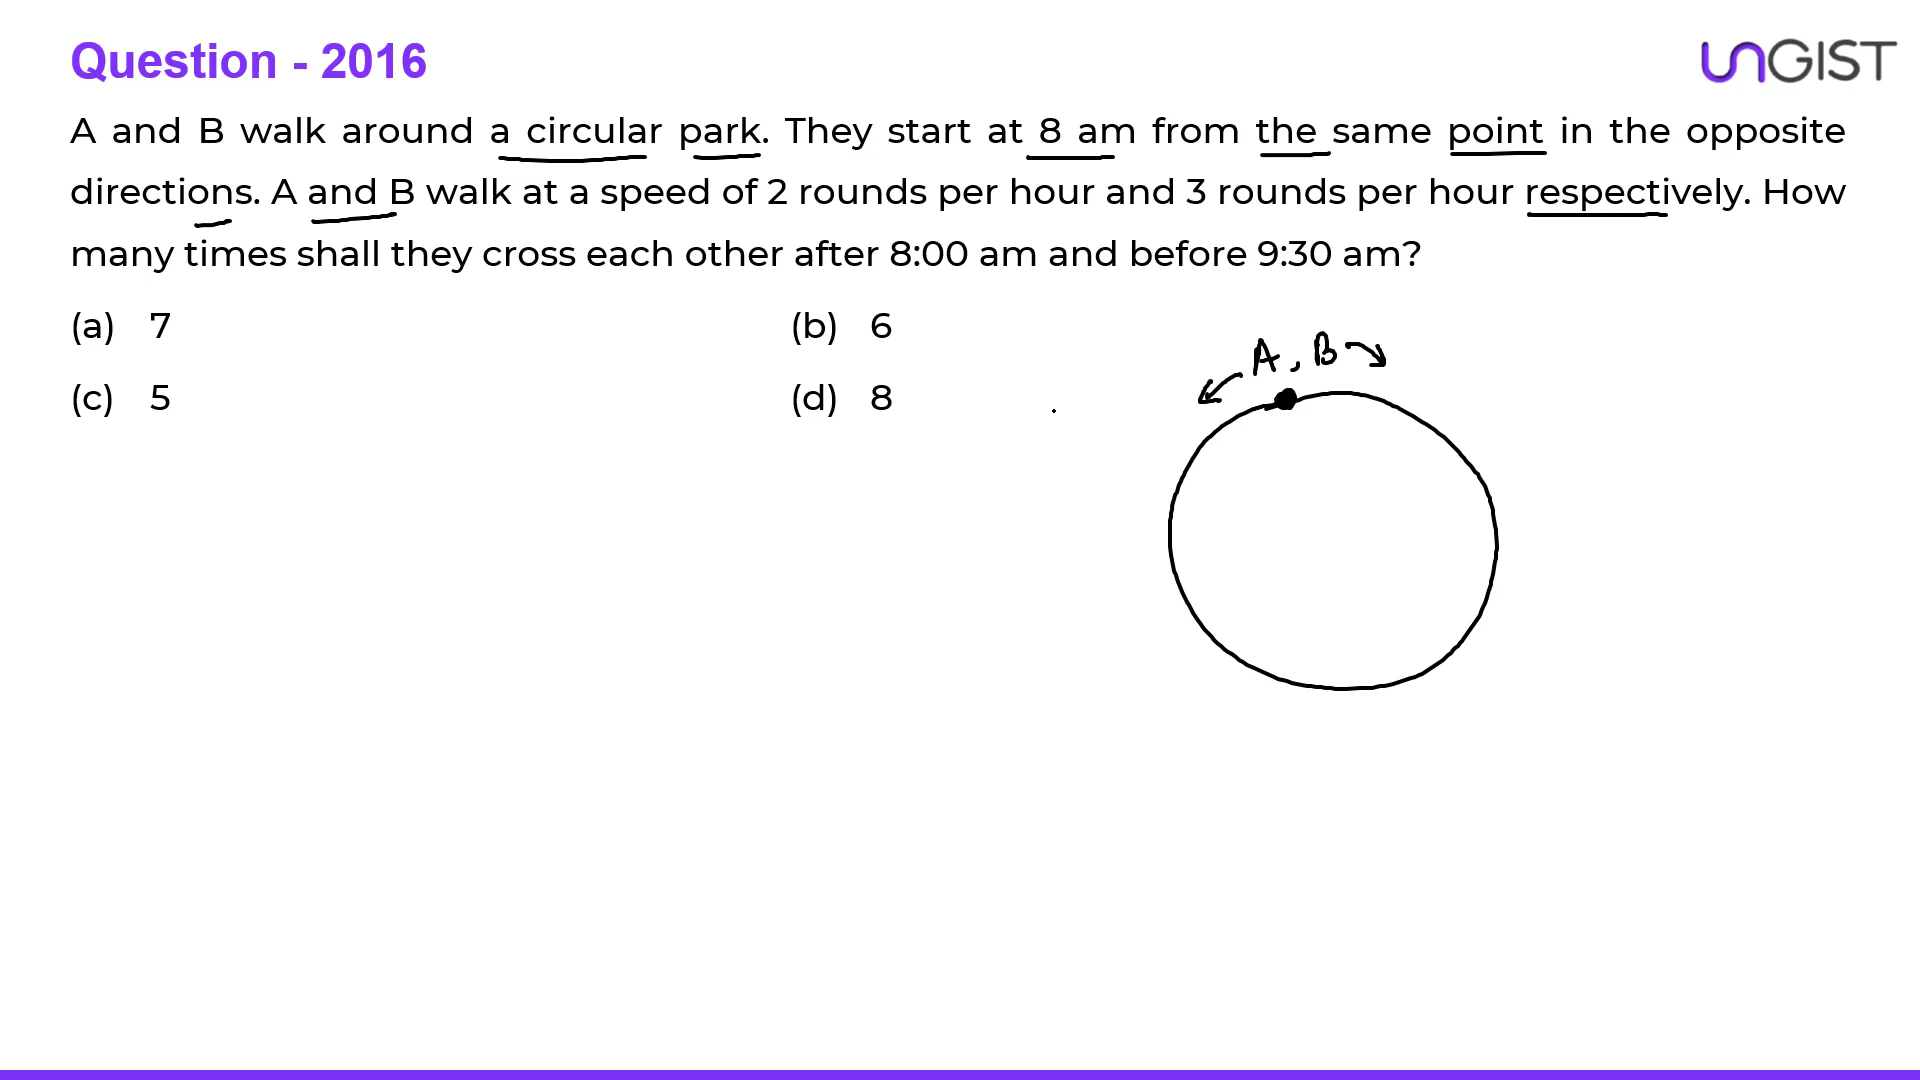 Question - 2016
UNGIST
A and B walk around a circular park. They start at 8 am from the same point in the opposite
directions. A and B walk at a speed of 2 rounds per hour and 3 rounds per hour respectively. How
many times shall they cross each other after 8:00 am and before 9:30 am?
(a) 7 (b) 6
(c) 5 (d) 8
A, B